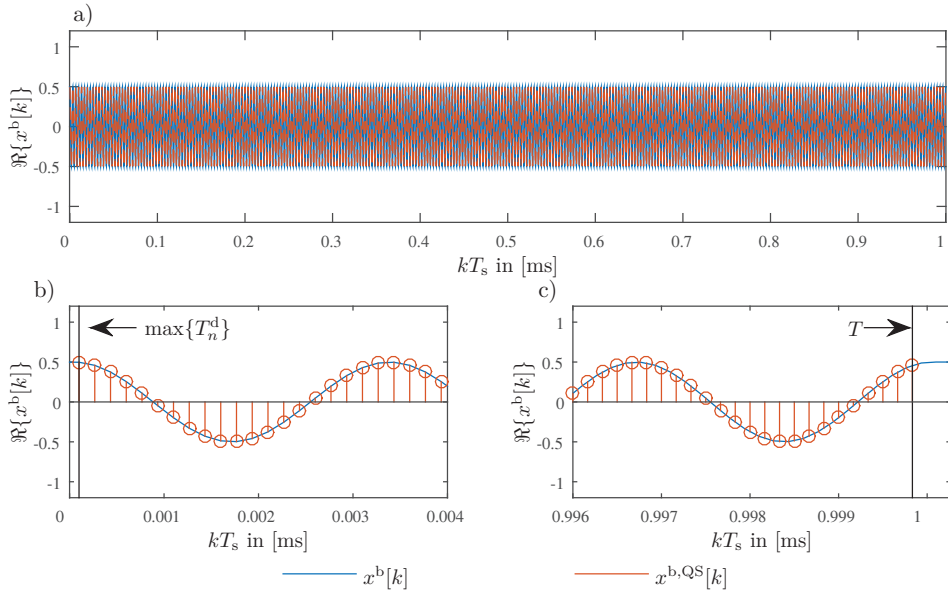 a)
1
0.5
0
-0.5
-1
ℜ{x^b[k]}
0 0.1 0.2 0.3 0.4 0.5 0.6 0.7 0.8 0.9 1
kT_s in [ms]
b)
max{T_n^d}
1
0.5
0
-0.5
-1
ℜ{x^b[k]}
0 0.001 0.002 0.003 0.004
kT_s in [ms]
c)
T
1
0.5
0
-0.5
-1
ℜ{x^b[k]}
0.996 0.997 0.998 0.999 1
kT_s in [ms]
x^b[k] x^{b,QS}[k]